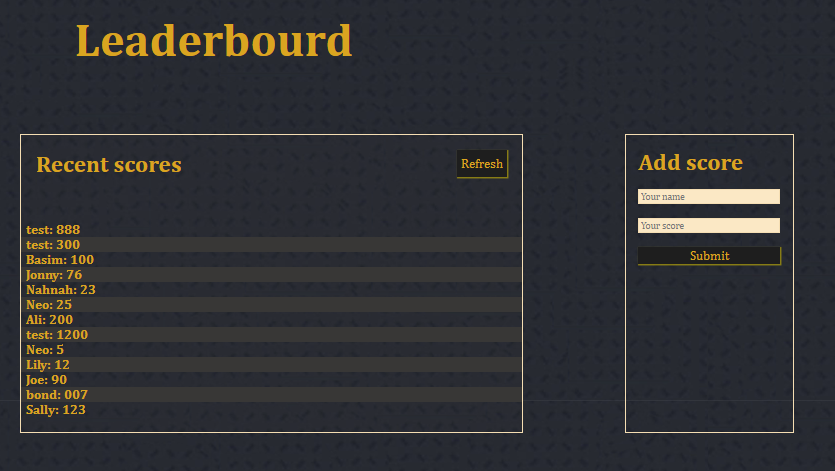 Leaderbourd
Recent scores
Refresh
test: 888
test: 300
Basim: 100
Jonny: 76
Nahnah: 23
Neo: 25
Ali: 200
test: 1200
Neo: 5
Lily: 12
Joe: 90
bond: 007
Sally: 123
Add score
Your name
Your score
Submit